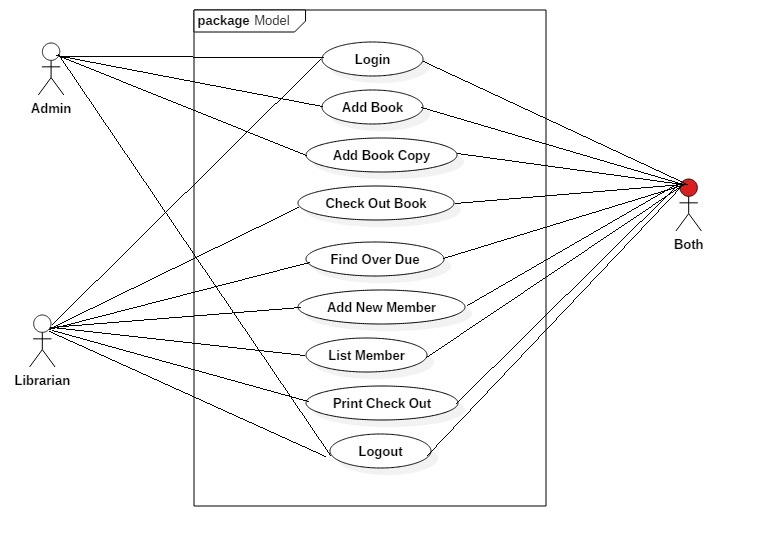 package Model
Login
Admin
Add Book
Add Book Copy
Check Out Book
Both
Find Over Due
Add New Member
List Member
Librarian
Print Check Out
Logout